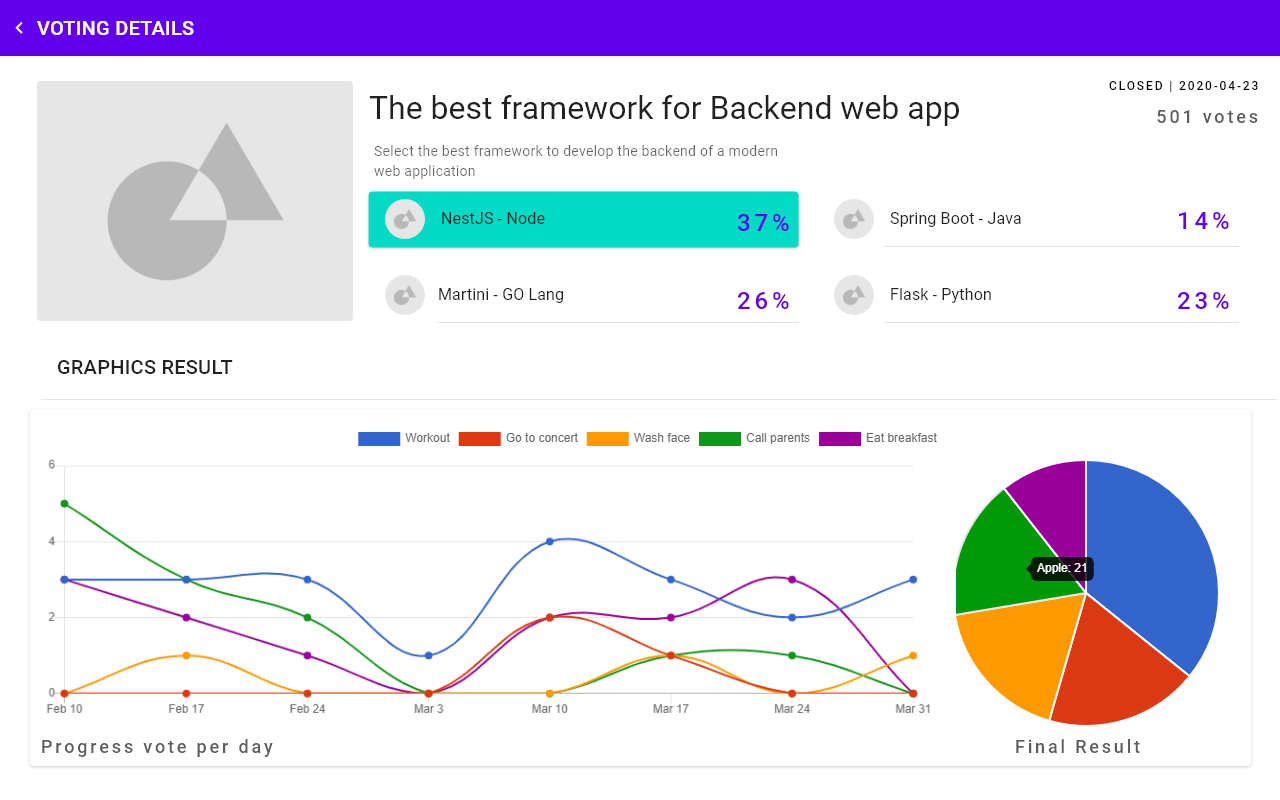 VOTING DETAILS
The best framework for Backend web app
CLOSED | 2020-04-23
501 votes
Select the best framework to develop the backend of a modern
web application
NestJS - Node
37%
Spring Boot - Java
14%
Martini - GO Lang
26%
Flask - Python
23%
GRAPHICS RESULT
Workout
Go to concert
Wash face
Call parents
Eat breakfast
6
4
2
0
Feb 10
Feb 17
Feb 24
Mar 3
Mar 10
Mar 17
Mar 24
Mar 31
Apple: 21
Progress vote per day
Final Result